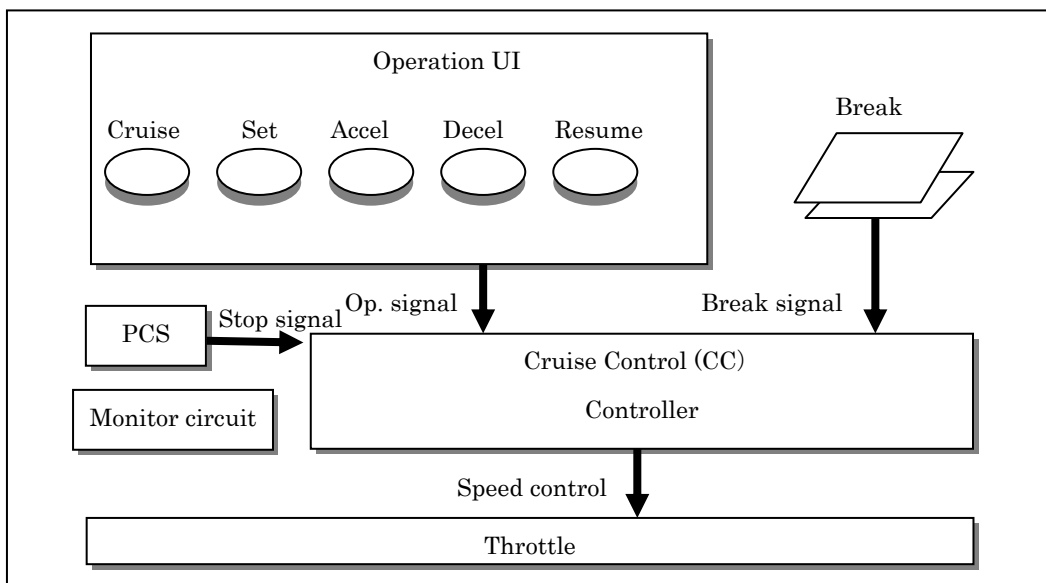 Operation UI
Cruise Set Accel Decel Resume
Break
Op. signal
Break signal
Stop signal
PCS
Cruise Control (CC)
Controller
Monitor circuit
Speed control
Throttle